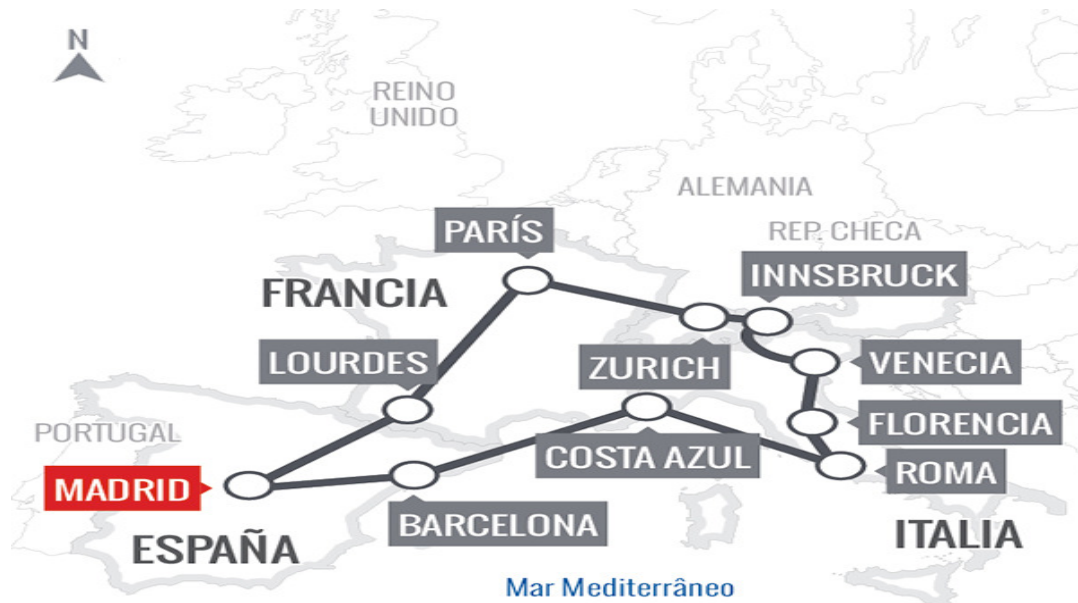 N
REINO
UNIDO
ALEMANIA
PARÍS
REP. CHECA
INNSBRUCK
FRANCIA
LOURDES
ZURICH
VENECIA
FLORENCIA
PORTUGAL
COSTA AZUL
ROMA
MADRID
BARCELONA
ESPAÑA
ITALIA
Mar Mediterrâneo